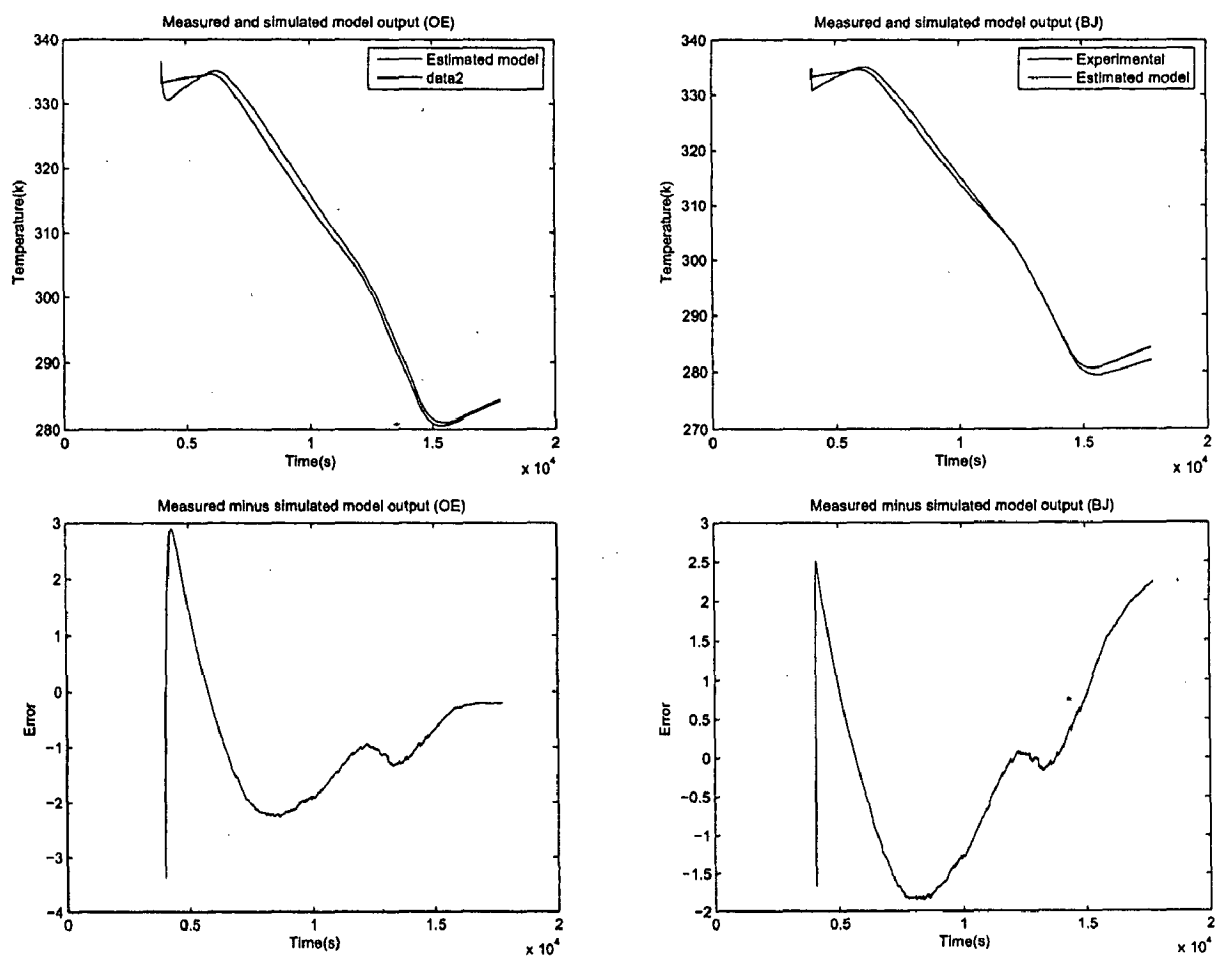 Measured and simulated model output (OE)
340
330
320
310
300
290
280
Temperature(k)
Estimated model
data2
0
0.5
1
1.5
2
Time(s)
x 10^4
Measured and simulated model output (BJ)
340
330
320
310
300
290
280
270
Temperature(k)
Experimental
Estimated model
0
0.5
1
1.5
2
Time(s)
x 10^4
Measured minus simulated model output (OE)
3
2
1
0
−1
−2
−3
−4
Error
0
0.5
1
1.5
2
Time(s)
x 10^4
Measured minus simulated model output (BJ)
3
2.5
2
1.5
1
0.5
0
−0.5
−1
−1.5
−2
Error
0
0.5
1
1.5
2
Time(s)
x 10^4